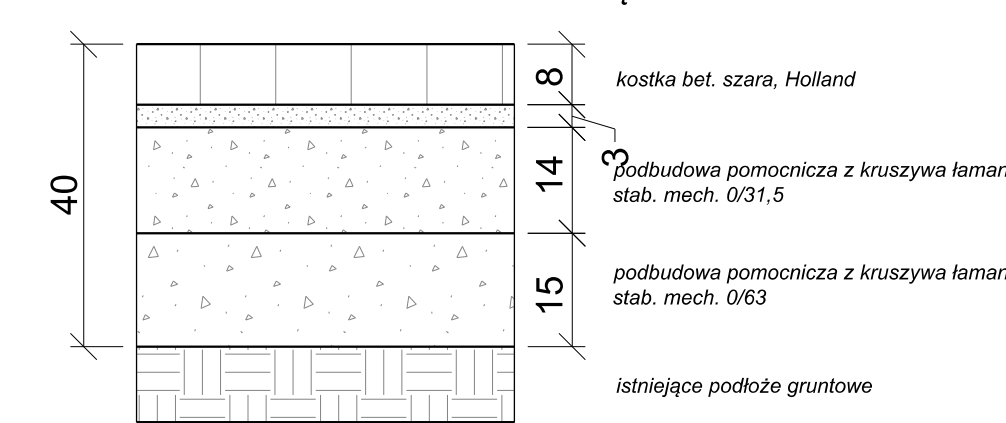 40
8
kostka bet. szara, Holland
3
14
podbudowa pomocnicza z kruszywa łaman
stab. mech. 0/31,5
15
podbudowa pomocnicza z kruszywa łaman
stab. mech. 0/63
istniejące podłoże gruntowe